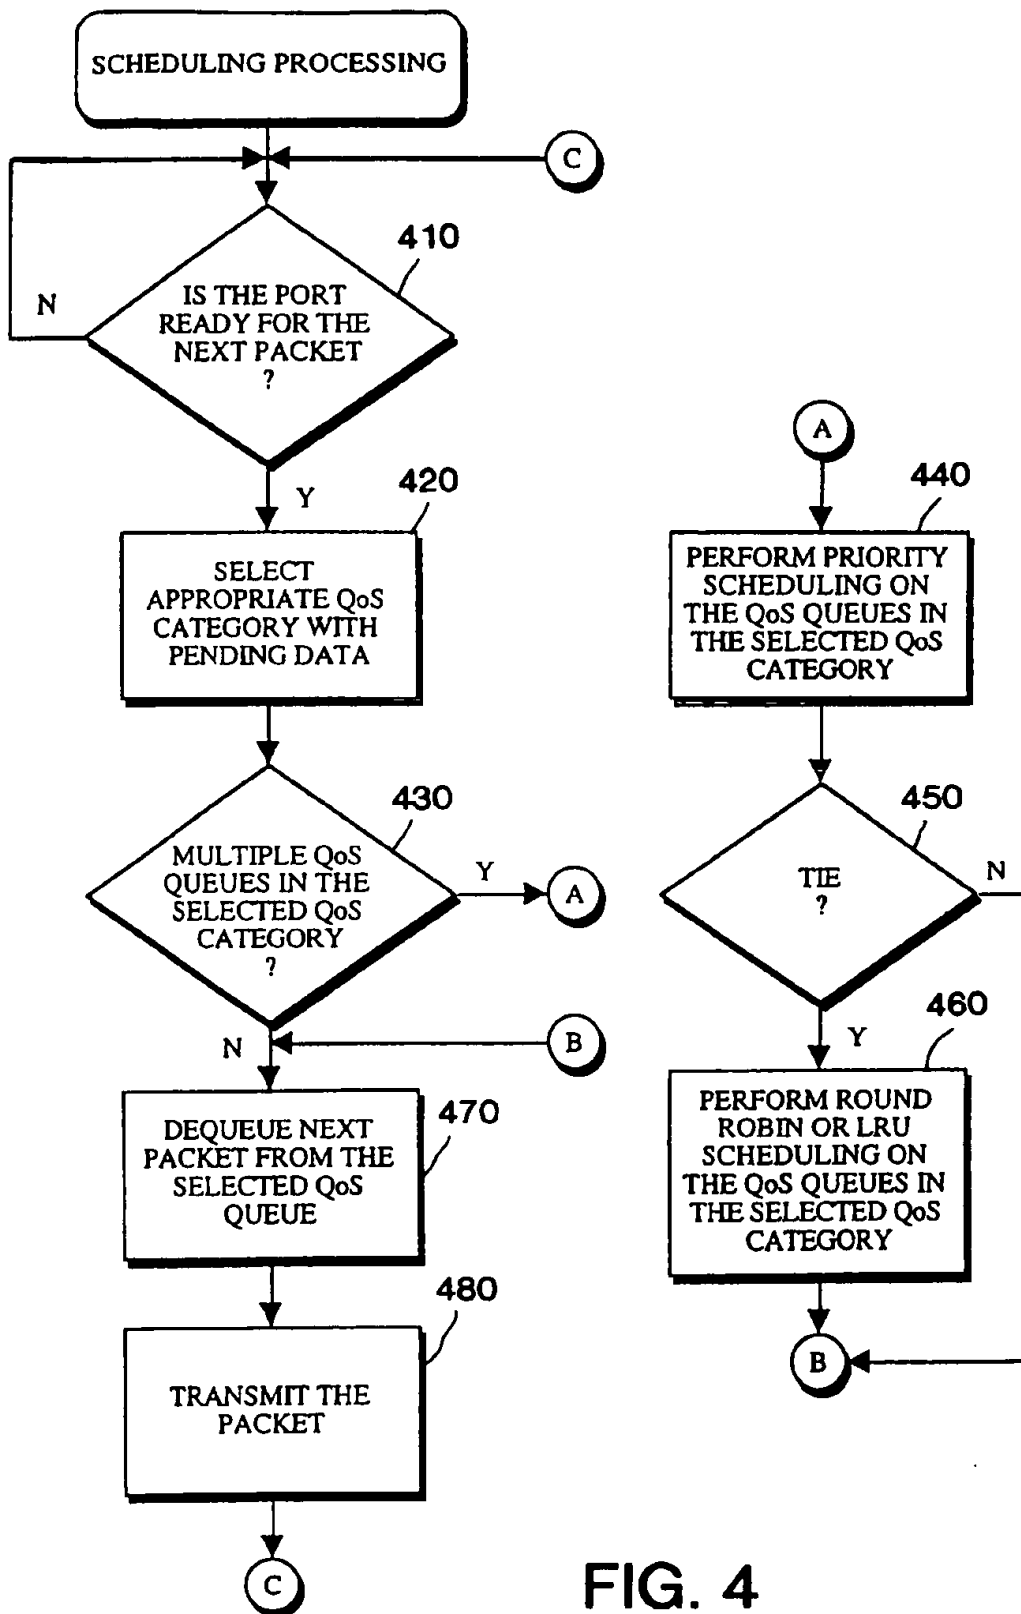 SCHEDULING PROCESSING
C
410
IS THE PORT
READY FOR THE
NEXT PACKET
?
N
Y
420
SELECT
APPROPRIATE QoS
CATEGORY WITH
PENDING DATA
430
MULTIPLE QoS
QUEUES IN THE
SELECTED QoS
CATEGORY
?
Y
A
N
B
470
DEQUEUE NEXT
PACKET FROM THE
SELECTED QoS
QUEUE
480
TRANSMIT THE
PACKET
C
A
440
PERFORM PRIORITY
SCHEDULING ON
THE QoS QUEUES IN
THE SELECTED QoS
CATEGORY
450
TIE
?
N
Y
460
PERFORM ROUND
ROBIN OR LRU
SCHEDULING ON
THE QoS QUEUES IN
THE SELECTED QoS
CATEGORY
B
FIG. 4